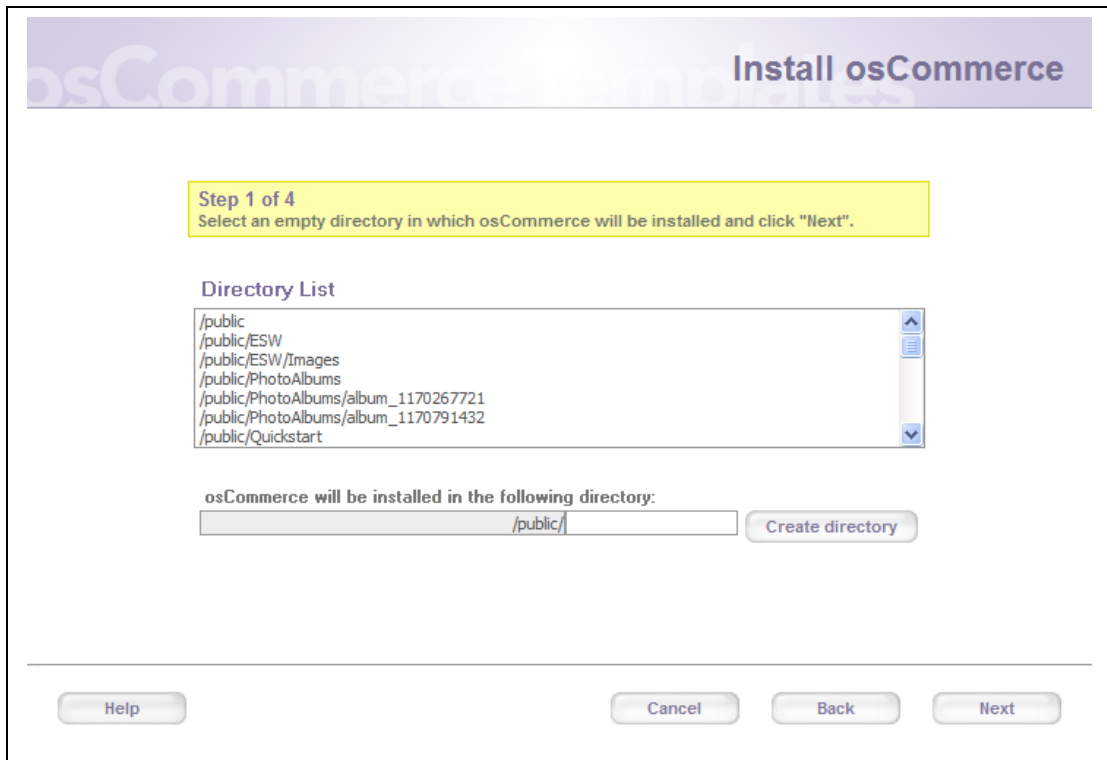 osCommerce Templates
Install osCommerce
Step 1 of 4
Select an empty directory in which osCommerce will be installed and click "Next".
Directory List
/public
/public/ESW
/public/ESW/Images
/public/PhotoAlbums
/public/PhotoAlbums/album_1170267721
/public/PhotoAlbums/album_1170791432
/public/Quickstart
osCommerce will be installed in the following directory:
/public/
Create directory
Help
Cancel
Back
Next